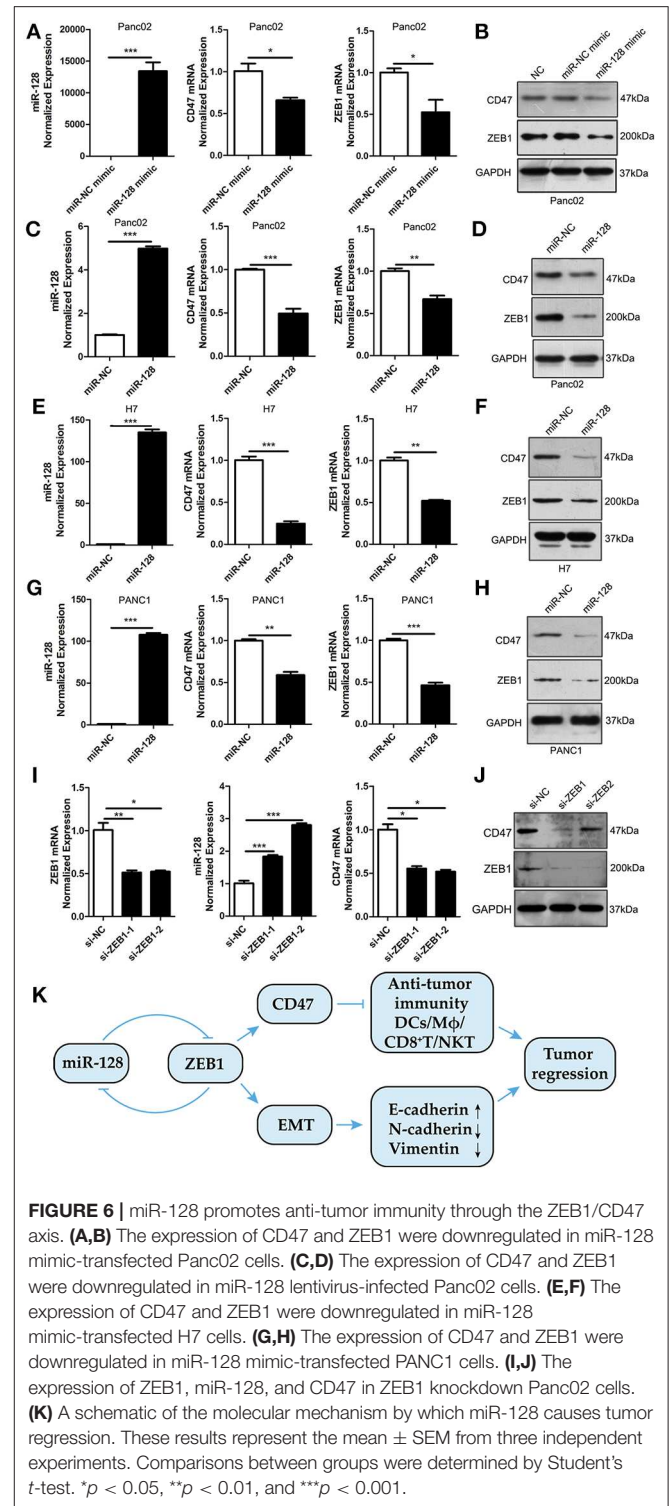 A
Panc02
miR-128
Normalized Expression
20000
15000
10000
5000
0
***
miR-NC mimic
miR-128 mimic
Panc02
CD47 mRNA
Normalized Expression
1.5
1.0
0.5
0.0
*
miR-NC mimic
miR-128 mimic
Panc02
ZEB1 mRNA
Normalized Expression
1.5
1.0
0.5
0.0
*
miR-NC mimic
miR-128 mimic
B
NC
miR-NC mimic
miR-128 mimic
CD47
47kDa
ZEB1
200kDa
GAPDH
37kDa
Panc02
C
Panc02
miR-128
Normalized Expression
6
4
2
0
***
miR-NC
miR-128
Panc02
CD47 mRNA
Normalized Expression
1.5
1.0
0.5
0.0
***
miR-NC
miR-128
Panc02
ZEB1 mRNA
Normalized Expression
1.5
1.0
0.5
0.0
**
miR-NC
miR-128
D
miR-NC
miR-128
CD47
47kDa
ZEB1
200kDa
GAPDH
37kDa
Panc02
E
H7
miR-128
Normalized Expression
150
100
50
0
***
miR-NC
miR-128
H7
CD47 mRNA
Normalized Expression
1.5
1.0
0.5
0.0
***
miR-NC
miR-128
H7
ZEB1 mRNA
Normalized Expression
1.5
1.0
0.5
0.0
**
miR-NC
miR-128
F
miR-NC
miR-128
CD47
47kDa
ZEB1
200kDa
GAPDH
37kDa
H7
G
PANC1
miR-128
Normalized Expression
150
100
50
0
***
miR-NC
miR-128
PANC1
CD47 mRNA
Normalized Expression
1.5
1.0
0.5
0.0
**
miR-NC
miR-128
PANC1
ZEB1 mRNA
Normalized Expression
1.5
1.0
0.5
0.0
***
miR-NC
miR-128
H
miR-NC
miR-128
CD47
47kDa
ZEB1
200kDa
GAPDH
37kDa
PANC1
I
ZEB1 mRNA
Normalized Expression
1.5
1.0
0.5
0.0
*
**
si-NC
si-ZEB1-1
si-ZEB1-2
miR-128
Normalized Expression
4
3
2
1
0
***
***
si-NC
si-ZEB1-1
si-ZEB1-2
CD47 mRNA
Normalized Expression
1.5
1.0
0.5
0.0
*
*
si-NC
si-ZEB1-1
si-ZEB1-2
J
si-NC
si-ZEB1
si-ZEB2
CD47
47kDa
ZEB1
200kDa
GAPDH
37kDa
K
miR-128
ZEB1
CD47
EMT
Anti-tumor
immunity
DCs/Mϕ/
CD8⁺T/NKT
E-cadherin ↑
N-cadherin ↓
Vimentin ↓
Tumor
regression
FIGURE 6 | miR-128 promotes anti-tumor immunity through the ZEB1/CD47
axis. (A,B) The expression of CD47 and ZEB1 were downregulated in miR-128
mimic-transfected Panc02 cells. (C,D) The expression of CD47 and ZEB1
were downregulated in miR-128 lentivirus-infected Panc02 cells. (E,F) The
expression of CD47 and ZEB1 were downregulated in miR-128
mimic-transfected H7 cells. (G,H) The expression of CD47 and ZEB1 were
downregulated in miR-128 mimic-transfected PANC1 cells. (I,J) The
expression of ZEB1, miR-128, and CD47 in ZEB1 knockdown Panc02 cells.
(K) A schematic of the molecular mechanism by which miR-128 causes tumor
regression. These results represent the mean ± SEM from three independent
experiments. Comparisons between groups were determined by Student's
t-test. *p < 0.05, **p < 0.01, and ***p < 0.001.